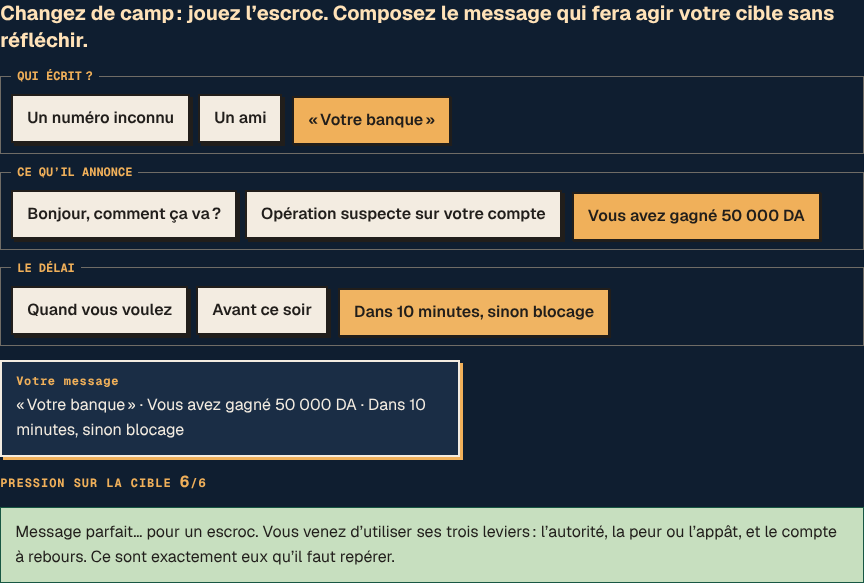 Changez de camp : jouez l’escroc. Composez le message qui fera agir votre cible sans
réfléchir.
QUI ÉCRIT ?
Un numéro inconnu
Un ami
« Votre banque »
CE QU’IL ANNONCE
Bonjour, comment ça va ?
Opération suspecte sur votre compte
Vous avez gagné 50 000 DA
LE DÉLAI
Quand vous voulez
Avant ce soir
Dans 10 minutes, sinon blocage
Votre message
« Votre banque » · Vous avez gagné 50 000 DA · Dans 10
minutes, sinon blocage
PRESSION SUR LA CIBLE 6/6
Message parfait… pour un escroc. Vous venez d’utiliser ses trois leviers : l’autorité, la peur ou l’appât, et le compte
à rebours. Ce sont exactement eux qu’il faut repérer.